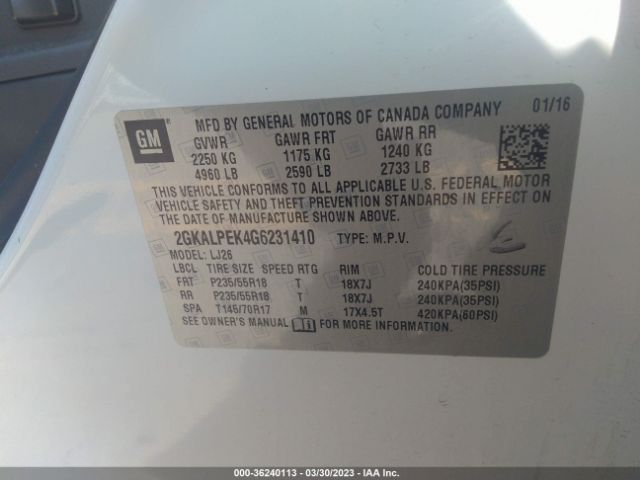 MFD BY GENERAL MOTORS OF CANADA COMPANY 01/16
GM
GVWR GAWR FRT GAWR RR
2250 KG 1175 KG 1240 KG
4960 LB 2590 LB 2733 LB
THIS VEHICLE CONFORMS TO ALL APPLICABLE U.S. FEDERAL MOTOR
VEHICLE SAFETY AND THEFT PREVENTION STANDARDS IN EFFECT ON
THE DATE OF MANUFACTURE SHOWN ABOVE.
2GKALPEK4G6231410 TYPE: M.P.V.
MODEL: LJ26
LBCL TIRE SIZE SPEED RTG RIM COLD TIRE PRESSURE
FRT P235/55R18 T 18X7J 240KPA(35PSI)
RR P235/55R18 T 18X7J 240KPA(35PSI)
SPA T145/70R17 M 17X4.5T 420KPA(60PSI)
SEE OWNER'S MANUAL FOR MORE INFORMATION.
000-36240113 - 03/30/2023 - IAA Inc.